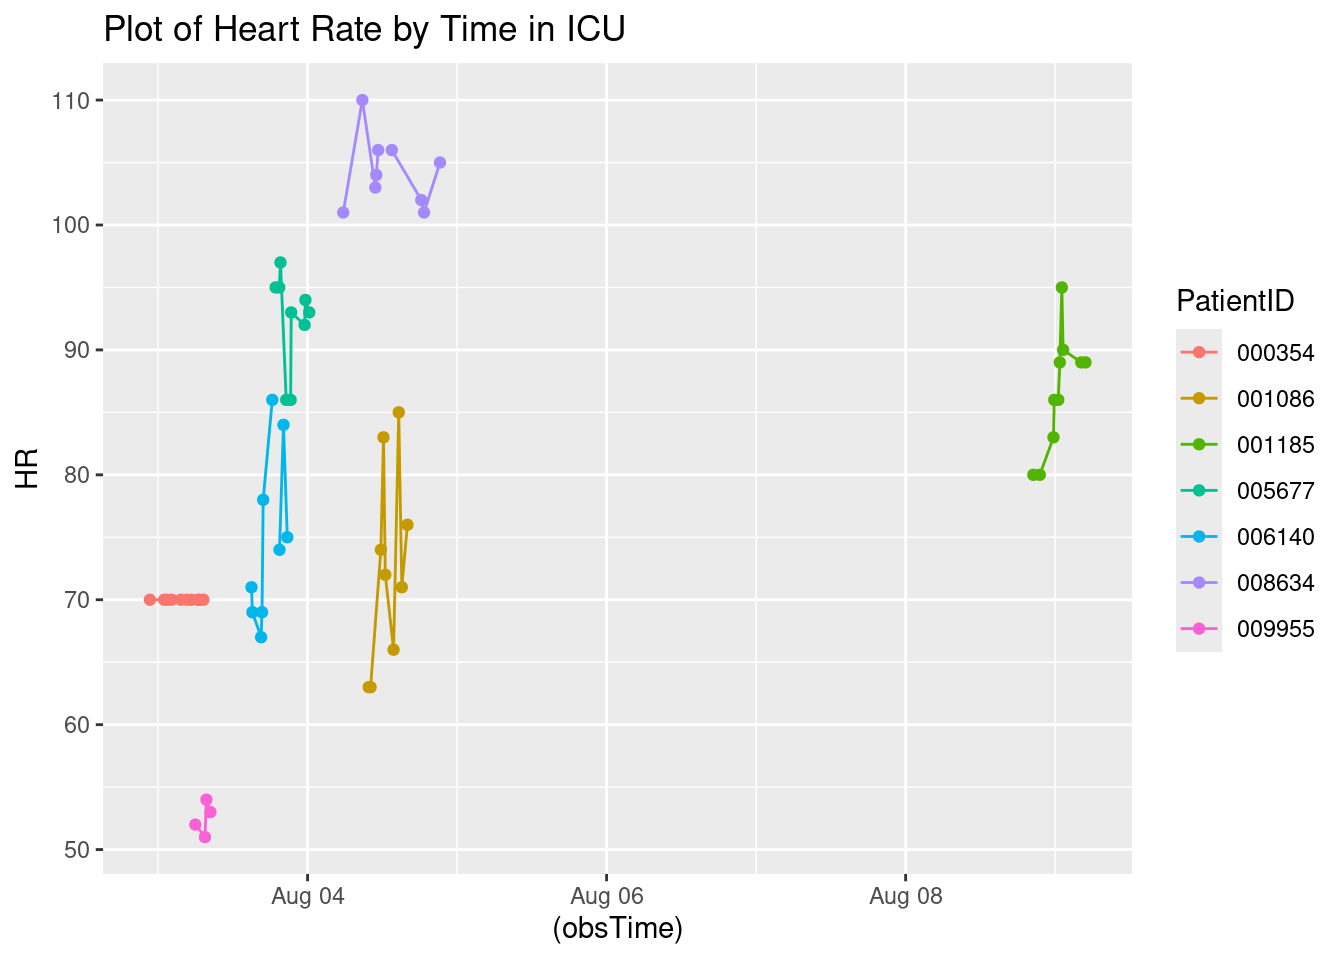 Plot of Heart Rate by Time in ICU
110
100
90
80
70
60
50
HR
Aug 04
Aug 06
Aug 08
(obsTime)
PatientID
000354
001086
001185
005677
006140
008634
009955